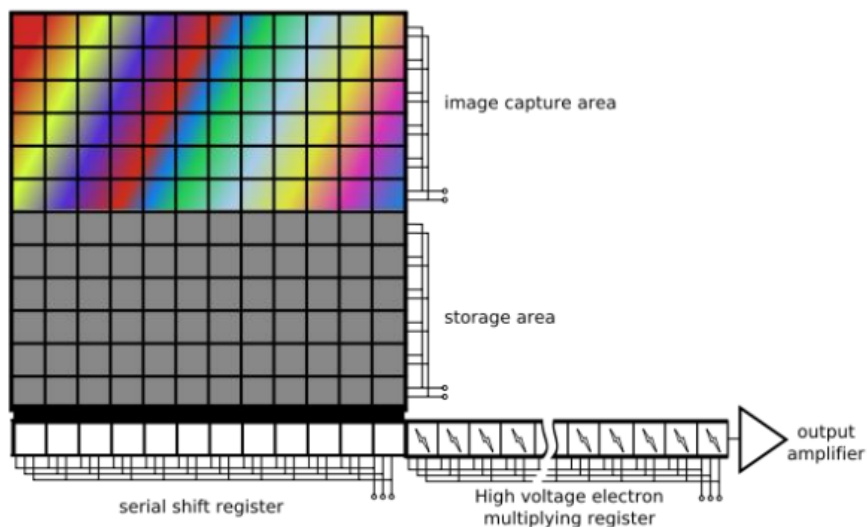 image capture area
storage area
output
amplifier
serial shift register
High voltage electron
multiplying register